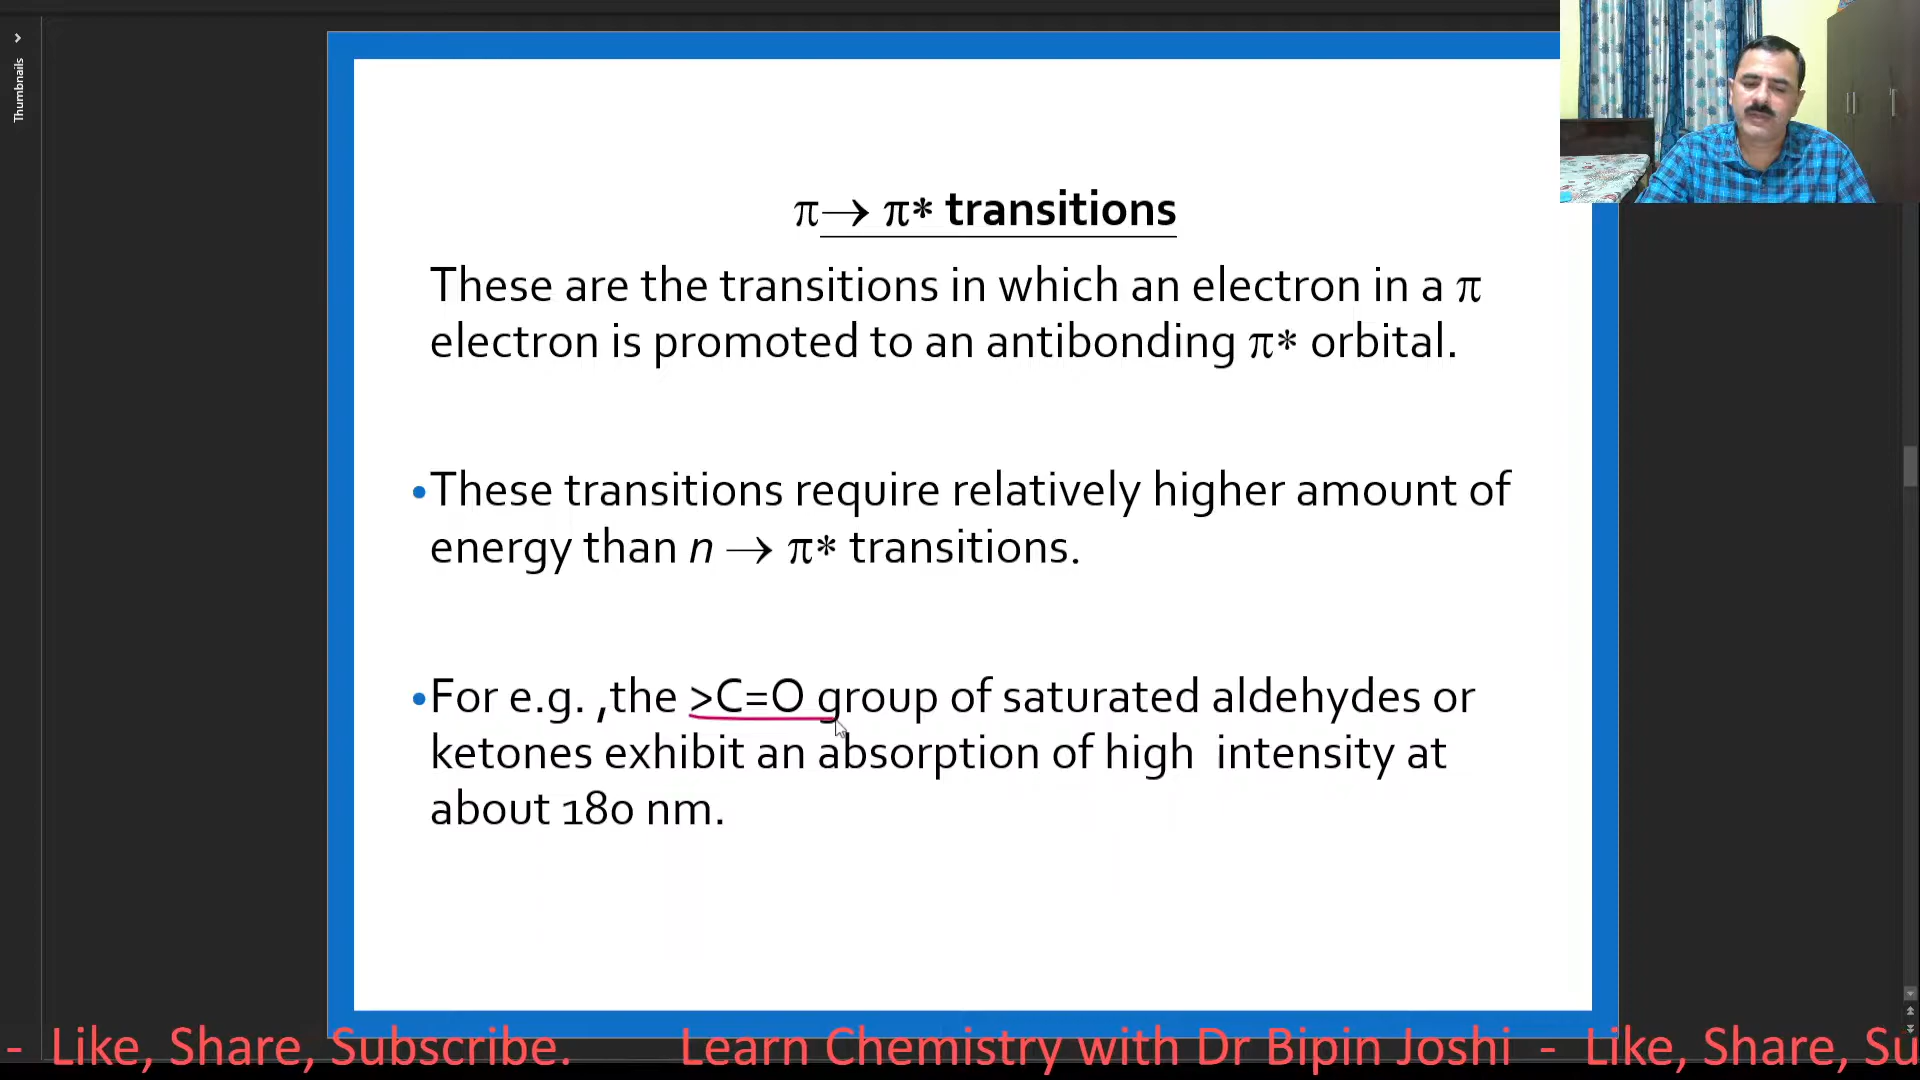 Thumbnails
π→ π* transitions
These are the transitions in which an electron in a π
electron is promoted to an antibonding π* orbital.
•These transitions require relatively higher amount of
energy than n → π* transitions.
•For e.g. ,the >C=O group of saturated aldehydes or
ketones exhibit an absorption of high intensity at
about 180 nm.
- Like, Share, Subscribe. Learn Chemistry with Dr Bipin Joshi - Like, Share, Su